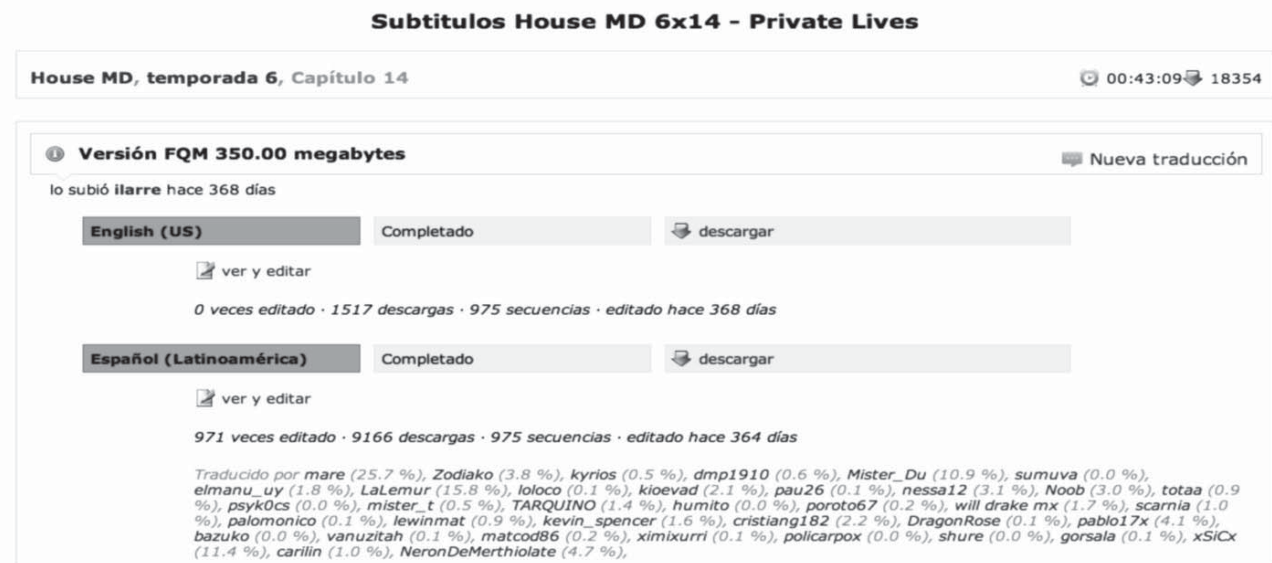 Subtitulos House MD 6x14 - Private Lives
House MD, temporada 6, Capítulo 14 00:43:09 18354
Versión FQM 350.00 megabytes
Nueva traducción
lo subió ilarre hace 368 días
English (US) Completado descargar
ver y editar
0 veces editado · 1517 descargas · 975 secuencias · editado hace 368 días
Español (Latinoamérica) Completado descargar
ver y editar
971 veces editado · 9166 descargas · 975 secuencias · editado hace 364 días
Traducido por mare (25.7 %), Zodiako (3.8 %), kyrios (0.5 %), dmp1910 (0.6 %), Mister_Du (10.9 %), sumuva (0.0 %),
elmanu_uy (1.8 %), LaLemur (15.8 %), loloco (0.1 %), kioevad (2.1 %), pau26 (0.1 %), nessa12 (3.1 %), Noob (3.0 %), totaa (0.9
%), psyk0cs (0.0 %), mister_t (0.5 %), TARQUINO (1.4 %), humito (0.0 %), poroto67 (0.2 %), will drake mx (1.7 %), scarnia (1.0
%), palomonico (0.1 %), lewinmat (0.9 %), kevin_spencer (1.6 %), cristiang182 (2.2 %), DragonRose (0.1 %), pablo17x (4.1 %),
bazuko (0.0 %), vanuzitah (0.1 %), matcod86 (0.2 %), ximixurri (0.1 %), policarpox (0.0 %), shure (0.0 %), gorsala (0.1 %), xSiCx
(11.4 %), carilin (1.0 %), NeronDeMerthiolate (4.7 %),